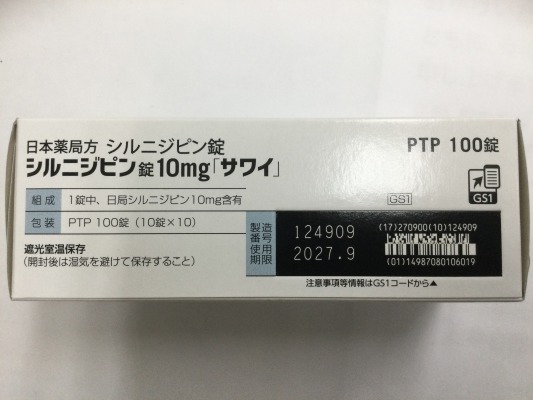 日本薬局方 シルニジピン錠
シルニジピン錠10mg「サワイ」
PTP 100錠
GS1
組成 1錠中、日局シルニジピン10mg含有
包装 PTP 100錠（10錠×10）
遮光室温保存
（開封後は湿気を避けて保存すること）
GS1
製造番号 124909
使用期限 2027.9
(17)270900(10)124909
(01)14987080106019
注意事項等情報はGS1コードから▲